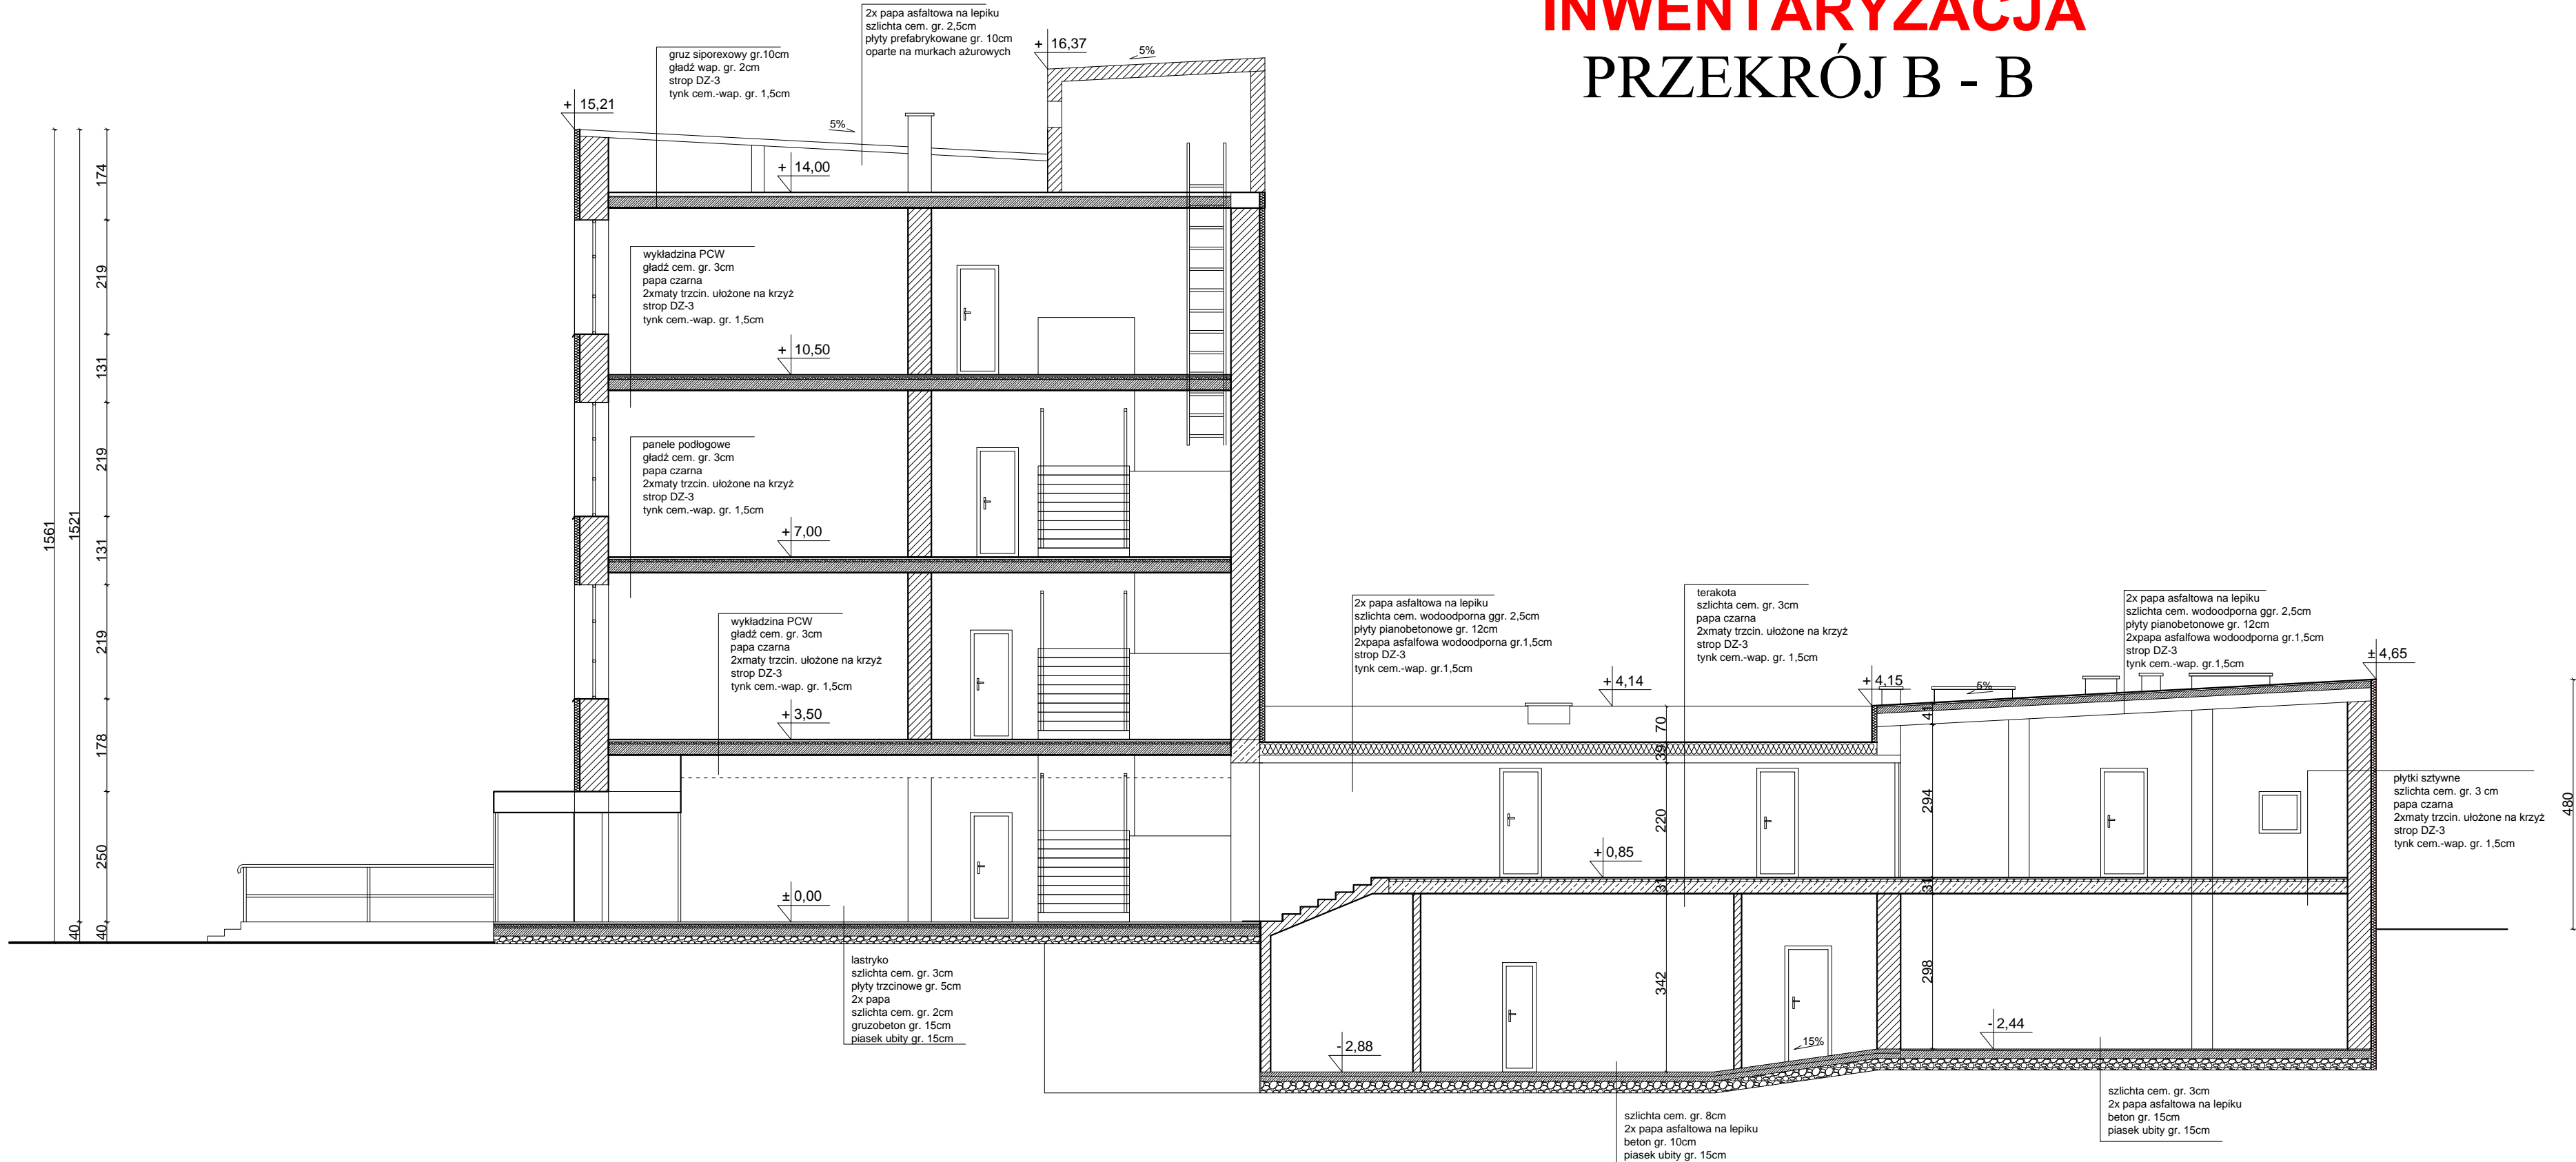 INWENTARYZACJA
PRZEKRÓJ B - B
2x papa asfaltowa na lepiku
szlichta cem. gr. 2,5cm
płyty prefabrykowane gr. 10cm
oparte na murkach ażurowych
gruz siporexowy gr.10cm
gładź wap. gr. 2cm
strop DZ-3
tynk cem.-wap. gr. 1,5cm
+ 16,37
5%
+ 15,21
5%
+ 14,00
wykładzina PCW
gładź cem. gr. 3cm
papa czarna
2xmaty trzcin. ułożone na krzyż
strop DZ-3
tynk cem.-wap. gr. 1,5cm
+ 10,50
panele podłogowe
gładź cem. gr. 3cm
papa czarna
2xmaty trzcin. ułożone na krzyż
strop DZ-3
tynk cem.-wap. gr. 1,5cm
+ 7,00
wykładzina PCW
gładź cem. gr. 3cm
papa czarna
2xmaty trzcin. ułożone na krzyż
strop DZ-3
tynk cem.-wap. gr. 1,5cm
+ 3,50
± 0,00
1561
1521
40
174
219
131
219
131
219
178
250
40
lastryko
szlichta cem. gr. 3cm
płyty trzcinowe gr. 5cm
2x papa
szlichta cem. gr. 2cm
gruzobeton gr. 15cm
piasek ubity gr. 15cm
2x papa asfaltowa na lepiku
szlichta cem. wodoodporna ggr. 2,5cm
płyty pianobetonowe gr. 12cm
2xpapa asfalfowa wodoodporna gr.1,5cm
strop DZ-3
tynk cem.-wap. gr.1,5cm
terakota
szlichta cem. gr. 3cm
papa czarna
2xmaty trzcin. ułożone na krzyż
strop DZ-3
tynk cem.-wap. gr. 1,5cm
2x papa asfaltowa na lepiku
szlichta cem. wodoodporna ggr. 2,5cm
płyty pianobetonowe gr. 12cm
2xpapa asfalfowa wodoodporna gr.1,5cm
strop DZ-3
tynk cem.-wap. gr.1,5cm
+ 4,14
+ 4,15
5%
± 4,65
70
39
220
31
342
41
294
31
298
480
+ 0,85
płytki sztywne
szlichta cem. gr. 3 cm
papa czarna
2xmaty trzcin. ułożone na krzyż
strop DZ-3
tynk cem.-wap. gr. 1,5cm
- 2,88
15%
- 2,44
szlichta cem. gr. 8cm
2x papa asfaltowa na lepiku
beton gr. 10cm
piasek ubity gr. 15cm
szlichta cem. gr. 3cm
2x papa asfaltowa na lepiku
beton gr. 15cm
piasek ubity gr. 15cm